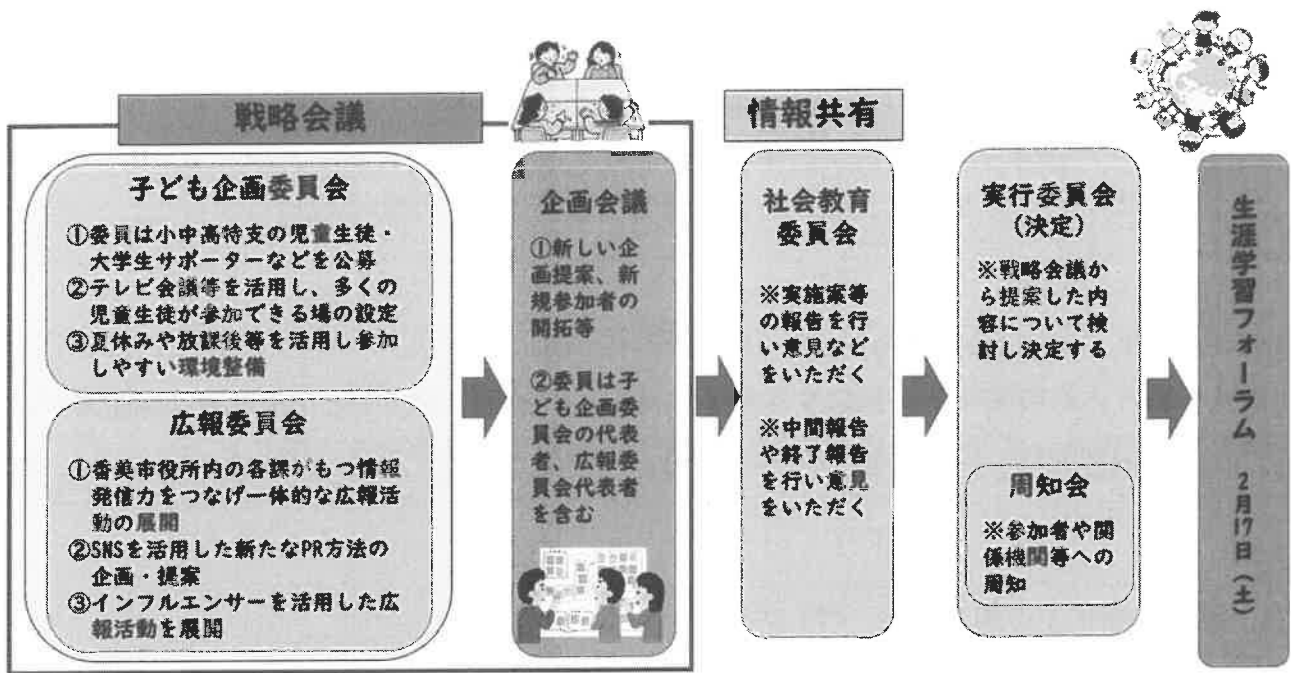 戦略会議
子ども企画委員会
①委員は小中高特支の児童生徒・
大学生サポーターなどを公募
②テレビ会議等を活用し、多くの
児童生徒が参加できる場の設定
③夏休みや放課後等を活用し参加
しやすい環境整備
広報委員会
①香美市役所内の各課がもつ情報
発信力をつなげ一体的な広報活
動の展開
②SNSを活用した新たなPR方法の
企画・提案
③インフルエンサーを活用した広
報活動を展開
企画会議
①新しい企
画提案、新
規参加者の
開拓等
②委員は子
ども企画委
員会の代表
者、広報委
員会代表者
を含む
情報共有
社会教育
委員会
※実施案等
の報告を行
い意見など
をいただく
※中間報告
や終了報告
を行い意見
をいただく
実行委員会
(決定)
※戦略会議か
ら提案した内
容について検
討し決定する
周知会
※参加者や関
係機関等への
周知
生涯学習フォーラム 2月17日(土)